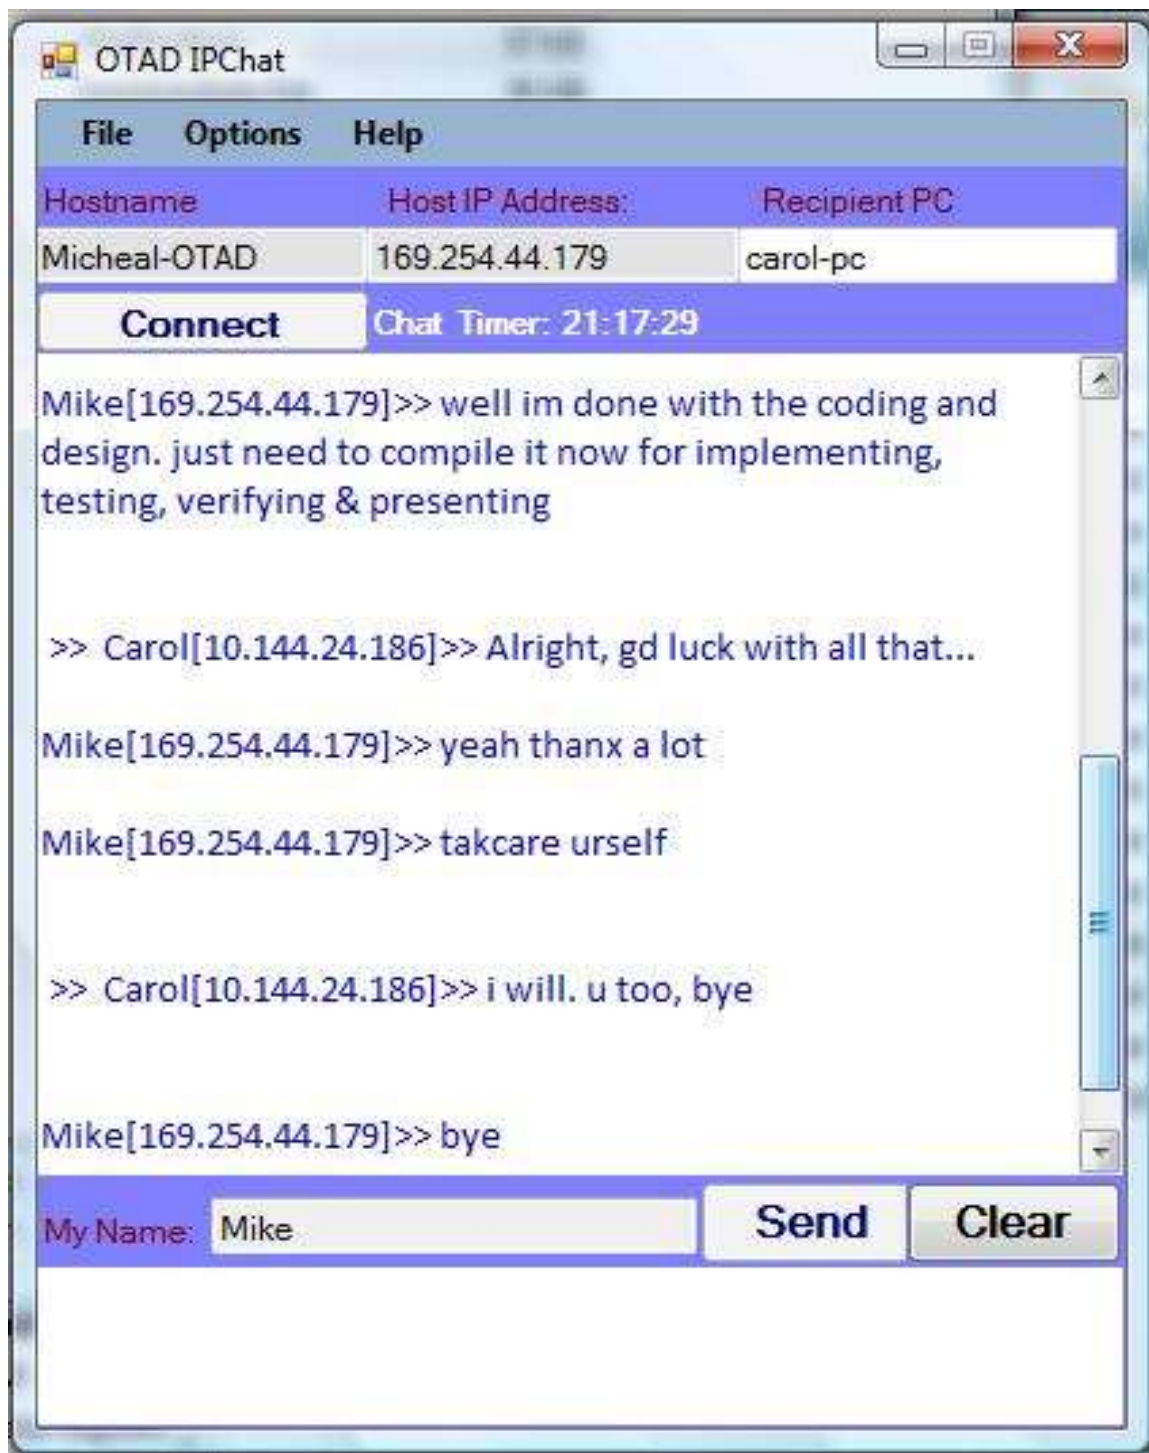 OTAD IPChat
File Options Help
Hostname Host IP Address: Recipient PC
Micheal-OTAD 169.254.44.179 carol-pc
Connect Chat Timer: 21:17:29
Mike[169.254.44.179]>> well im done with the coding and
design. just need to compile it now for implementing,
testing, verifying & presenting
>> Carol[10.144.24.186]>> Alright, gd luck with all that...
Mike[169.254.44.179]>> yeah thanx a lot
Mike[169.254.44.179]>> takcare urself
>> Carol[10.144.24.186]>> i will. u too, bye
Mike[169.254.44.179]>> bye
My Name: Mike Send Clear